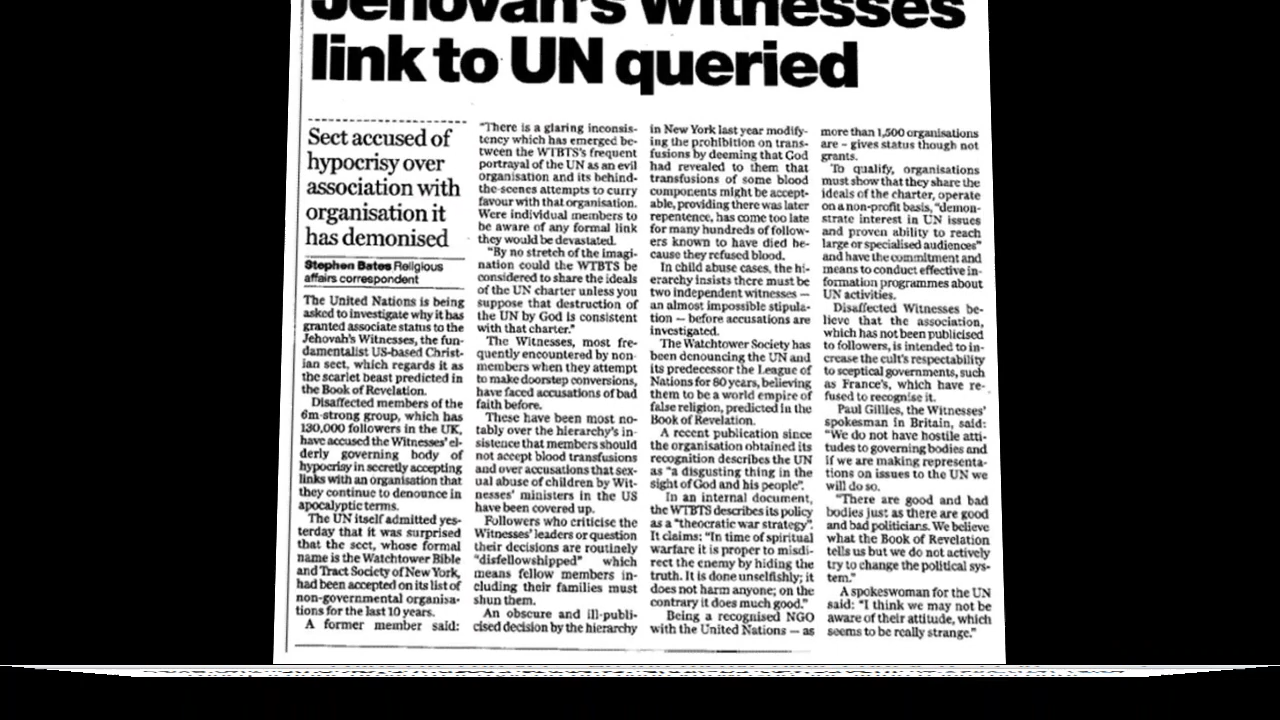 Jehovah's Witnesses
link to UN queried
Sect accused of
hypocrisy over
association with
organisation it
has demonised
Stephen Bates Religious
affairs correspondent
The United Nations is being
asked to investigate why it has
granted associate status to the
Jehovah's Witnesses, the fun-
damentalist US-based Christ-
ian sect, which regards it as
the scarlet beast predicted in
the Book of Revelation.
Disaffected members of the
6m-strong group, which has
130,000 followers in the UK,
have accused the Witnesses' el-
derly governing body of
hypocrisy in secretly accepting
links with an organisation that
they continue to denounce in
apocalyptic terms.
The UN itself admitted yes-
terday that it was surprised
that the sect, whose formal
name is the Watchtower Bible
and Tract Society of New York,
had been accepted on its list of
non-governmental organisa-
tions for the last 10 years.
A former member said:
"There is a glaring inconsis-
tency which has emerged be-
tween the WTBTS's frequent
portrayal of the UN as an evil
organisation and its behind-
the-scenes attempts to curry
favour with that organisation.
Were individual members to
be aware of any formal link
they would be devastated.
"By no stretch of the imagi-
nation could the WTBTS be
considered to share the ideals
of the UN charter unless you
suppose that destruction of
the UN by God is consistent
with that charter."
The Witnesses, most fre-
quently encountered by non-
members when they attempt
to make doorstep conversions,
have faced accusations of bad
faith before.
These have been most no-
tably over the hierarchy's in-
sistence that members should
not accept blood transfusions
and over accusations that sex-
ual abuse of children by Wit-
nesses' ministers in the US
have been covered up.
Followers who criticise the
Witnesses' leaders or question
their decisions are routinely
"disfellowshipped" which
means fellow members in-
cluding their families must
shun them.
An obscure and ill-publi-
cised decision by the hierarchy
in New York last year modify-
ing the prohibition on trans-
fusions by deeming that God
had revealed to them that
transfusions of some blood
components might be accept-
able, providing there was later
repentence, has come too late
for many hundreds of follow-
ers known to have died be-
cause they refused blood.
In child abuse cases, the hi-
erarchy insists there must be
two independent witnesses —
an almost impossible stipula-
tion — before accusations are
investigated.
The Watchtower Society has
been denouncing the UN and
its predecessor the League of
Nations for 80 years, believing
them to be a world empire of
false religion, predicted in the
Book of Revelation.
A recent publication since
the organisation obtained its
recognition describes the UN
as "a disgusting thing in the
sight of God and his people".
In an internal document,
the WTBTS describes its policy
as a "theocratic war strategy".
It claims: "In time of spiritual
warfare it is proper to misdi-
rect the enemy by hiding the
truth. It is done unselfishly; it
does not harm anyone; on the
contrary it does much good."
Being a recognised NGO
with the United Nations — as
more than 1,500 organisations
are – gives status though not
grants.
To qualify, organisations
must show that they share the
ideals of the charter, operate
on a non-profit basis, "demon-
strate interest in UN issues
and proven ability to reach
large or specialised audiences"
and have the commitment and
means to conduct effective in-
formation programmes about
UN activities.
Disaffected Witnesses be-
lieve that the association,
which has not been publicised
to followers, is intended to in-
crease the cult's respectability
to sceptical governments, such
as France's, which have re-
fused to recognise it.
Paul Gillies, the Witnesses'
spokesman in Britain, said:
"We do not have hostile atti-
tudes to governing bodies and
if we are making representa-
tions on issues to the UN we
will do so.
"There are good and bad
bodies just as there are good
and bad politicians. We believe
what the Book of Revelation
tells us but we do not actively
try to change the political sys-
tem."
A spokeswoman for the UN
said: "I think we may not be
aware of their attitude, which
seems to be really strange."